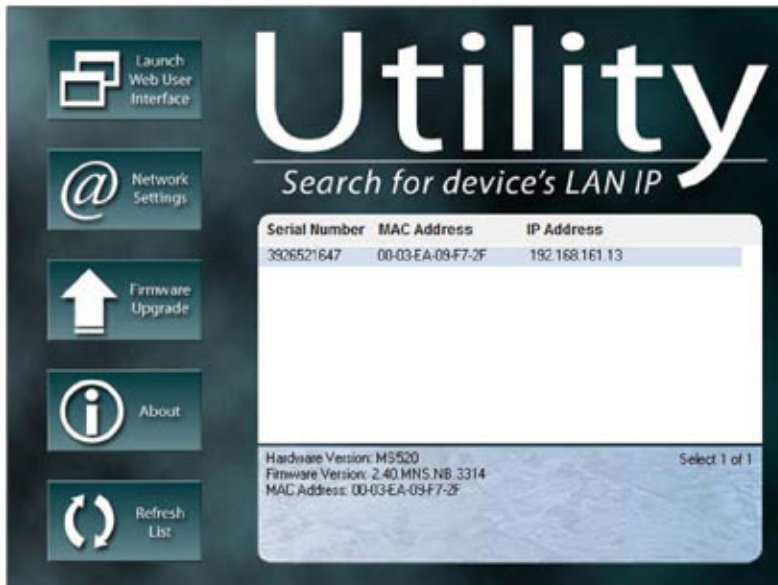 Launch
Web User
Interface
Network
Settings
Firmware
Upgrade
About
Refresh
List
Utility
Search for device's LAN IP
Serial Number MAC Address IP Address
3926521647 00-03-EA-09-F7-2F 192.168.161.13
Hardware Version: MS520 Select 1 of 1
Firmware Version: 2.40.MNS.NB.3314
MAC Address: 00-03-EA-09-F7-2F